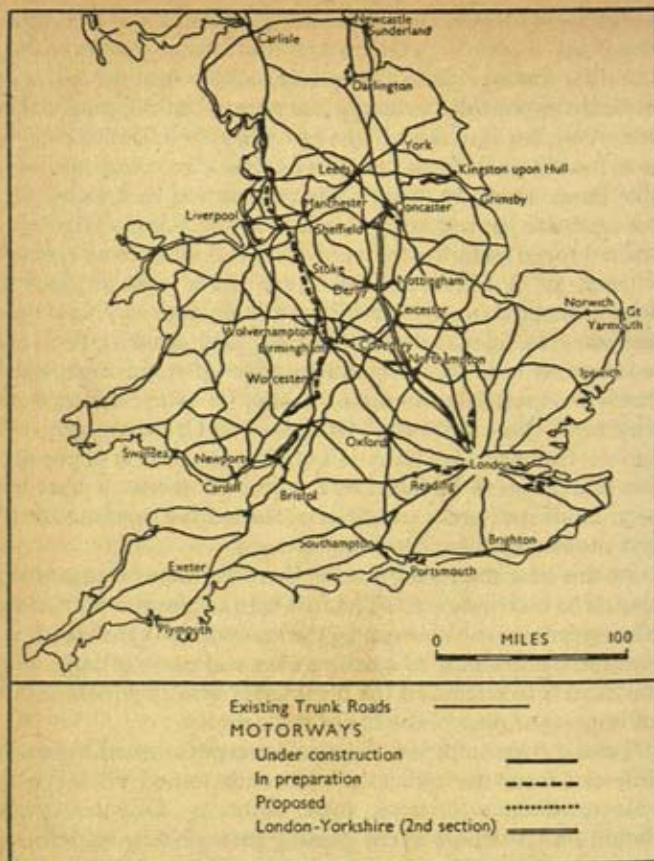 Newcastle
Sunderland
Carlisle
Darlington
York
Leeds
Kingston upon Hull
Manchester
Doncaster
Grimsby
Liverpool
Sheffield
Stoke
Nottingham
Derby
Leicester
Norwich
Gt
Yarmouth
Wolverhampton
Birmingham
Coventry
Northampton
Worcester
Ipswich
Oxford
Swansea
Newport
London
Cardiff
Reading
Bristol
Southampton
Brighton
Exeter
Portsmouth
Plymouth
0 MILES 100
Existing Trunk Roads
MOTORWAYS
Under construction
In preparation
Proposed
London-Yorkshire (2nd section)